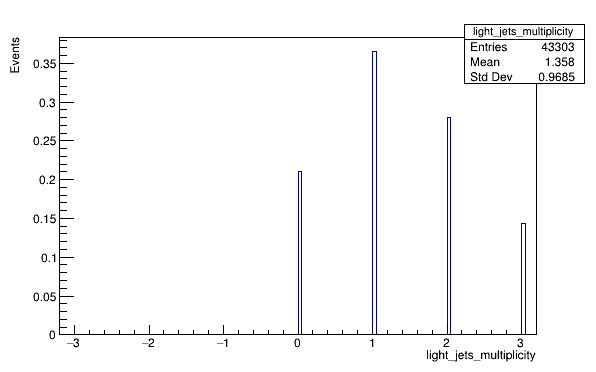 light_jets_multiplicity
Entries 43303
Mean 1.358
Std Dev 0.9685
Events
0.35
0.3
0.25
0.2
0.15
0.1
0.05
0
−3 −2 −1 0 1 2 3
light_jets_multiplicity